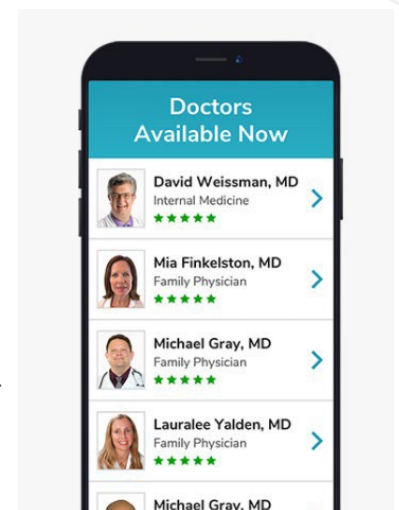 Doctors
Available Now
David Weissman, MD
Internal Medicine
Mia Finkelston, MD
Family Physician
Michael Gray, MD
Family Physician
Lauralee Yalden, MD
Family Physician
Michael Gray, MD